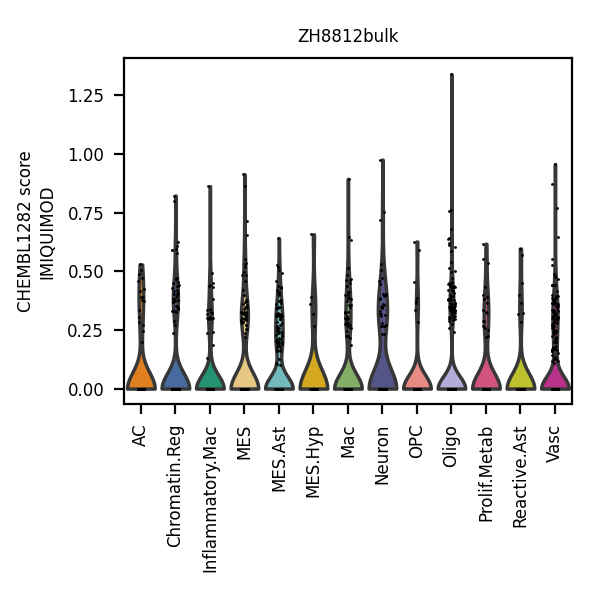 ZH8812bulk
CHEMBL1282 score
IMIQUIMOD
1.25
1.00
0.75
0.50
0.25
0.00
AC
Chromatin.Reg
Inflammatory.Mac
MES
MES.Ast
MES.Hyp
Mac
Neuron
OPC
Oligo
Prolif.Metab
Reactive.Ast
Vasc